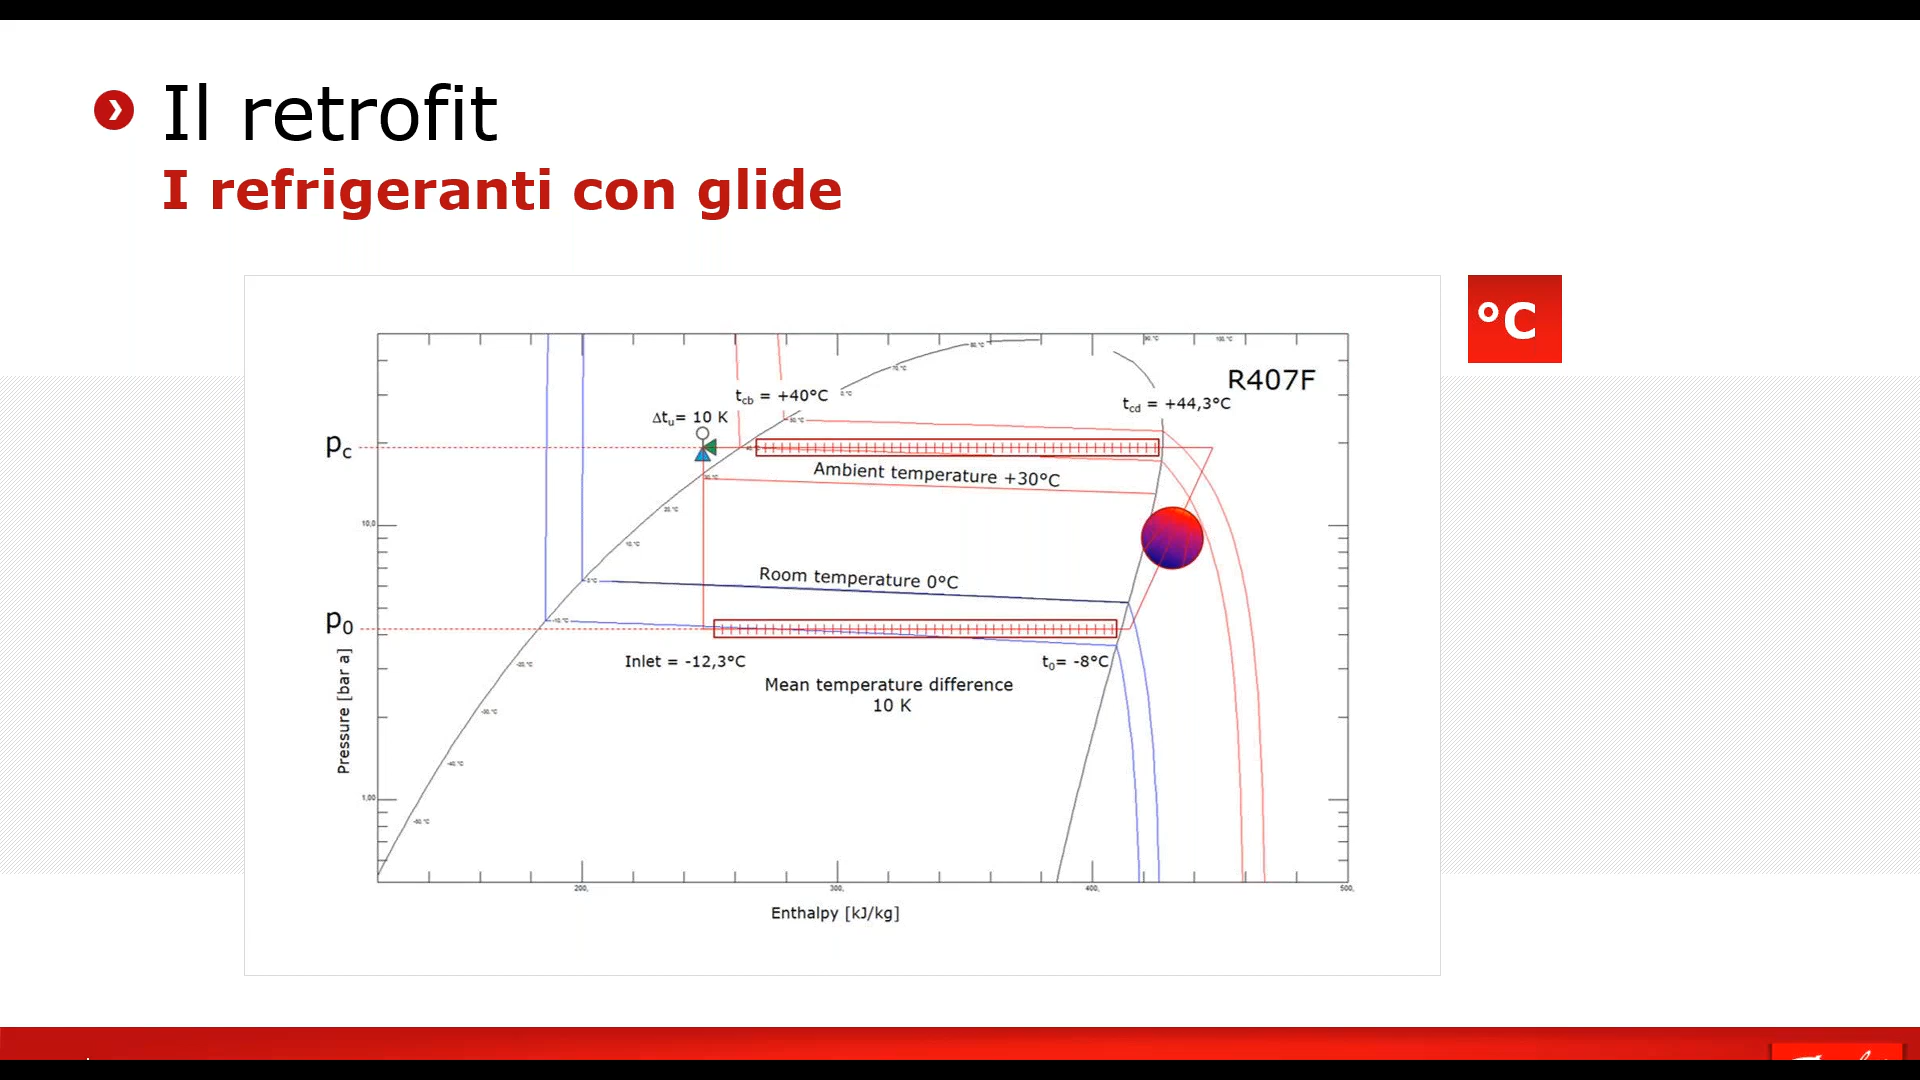 Il retrofit
I refrigeranti con glide
°C
R407F
tcb = +40°C
tcd = +44,3°C
Δtu= 10 K
pc
Ambient temperature +30°C
10,0
Room temperature 0°C
p0
Inlet = -12,3°C
t0= -8°C
Mean temperature difference
10 K
Pressure [bar a]
1,00
200,
300,
400,
500,
Enthalpy [kJ/kg]